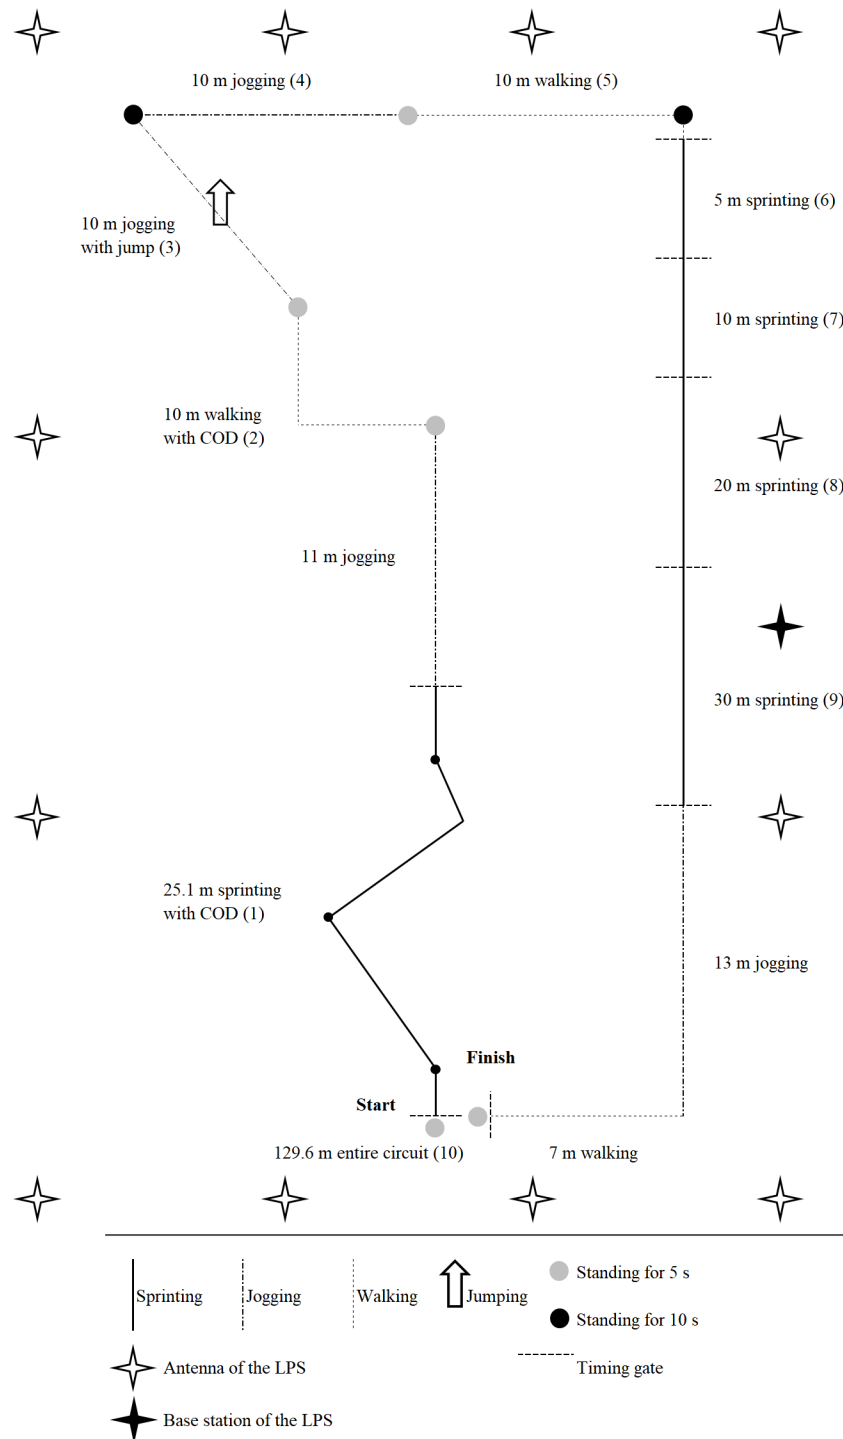 10 m jogging (4)
10 m walking (5)
5 m sprinting (6)
10 m jogging
with jump (3)
10 m sprinting (7)
10 m walking
with COD (2)
20 m sprinting (8)
11 m jogging
30 m sprinting (9)
25.1 m sprinting
with COD (1)
13 m jogging
Finish
Start
129.6 m entire circuit (10)
7 m walking
Sprinting
Jogging
Walking
Jumping
Standing for 5 s
Standing for 10 s
Antenna of the LPS
Timing gate
Base station of the LPS